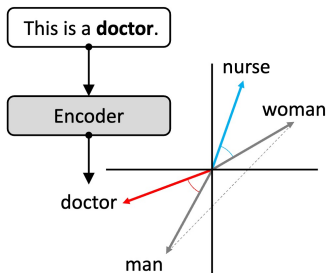 This is a doctor.
nurse
woman
Encoder
doctor
man